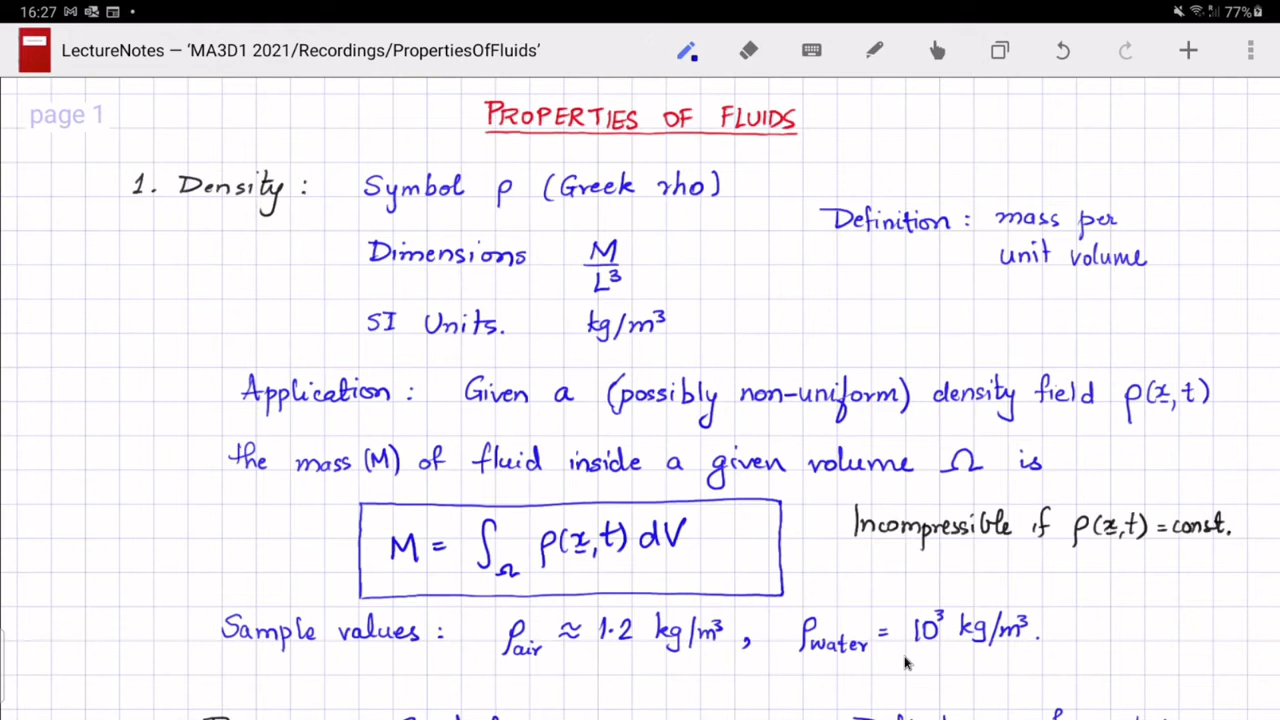 16:27
77%
LectureNotes — ‘MA3D1 2021/Recordings/PropertiesOfFluids’
page 1
PROPERTIES OF FLUIDS
1. Density : Symbol ρ (Greek rho)
Definition : mass per
unit volume
Dimensions M/L³
SI Units. kg/m³
Application : Given a (possibly non-uniform) density field ρ(x̲,t)
the mass (M) of fluid inside a given volume Ω is
M = ∫_Ω ρ(x̲,t) dV
Incompressible if ρ(x̲,t) = const.
Sample values : ρair ≈ 1.2 kg/m³ , ρwater = 10³ kg/m³.